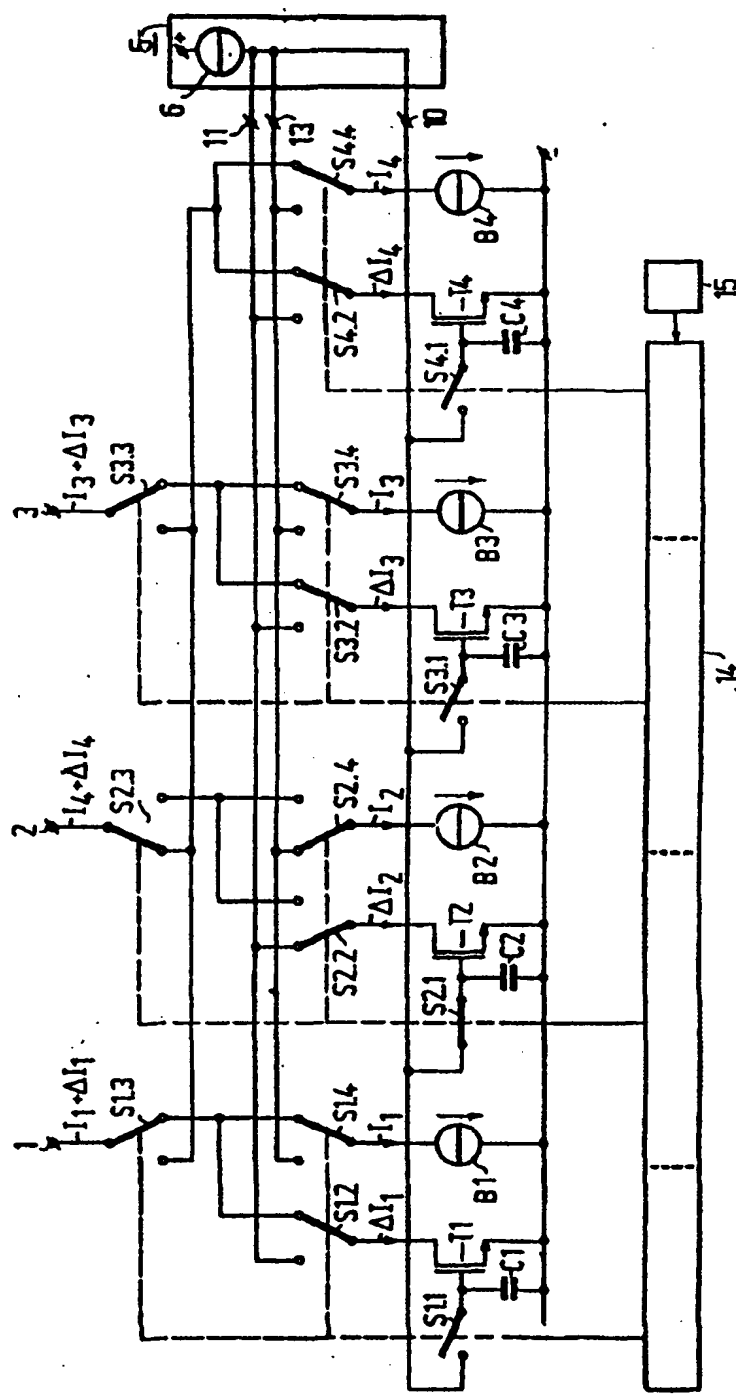 1
I1+ΔI1
S1.3
2
I4+ΔI4
S2.3
3
I3+ΔI3
S3.3
5
+
6
11
13
10
S1.2
S1.4
ΔI1
I1
S1.1
T1
C1
B1
S2.2
S2.4
ΔI2
I2
S2.1
T2
C2
B2
S3.2
S3.4
ΔI3
I3
S3.1
T3
C3
B3
S4.2
S4.4
ΔI4
I4
S4.1
T4
C4
B4
14
15